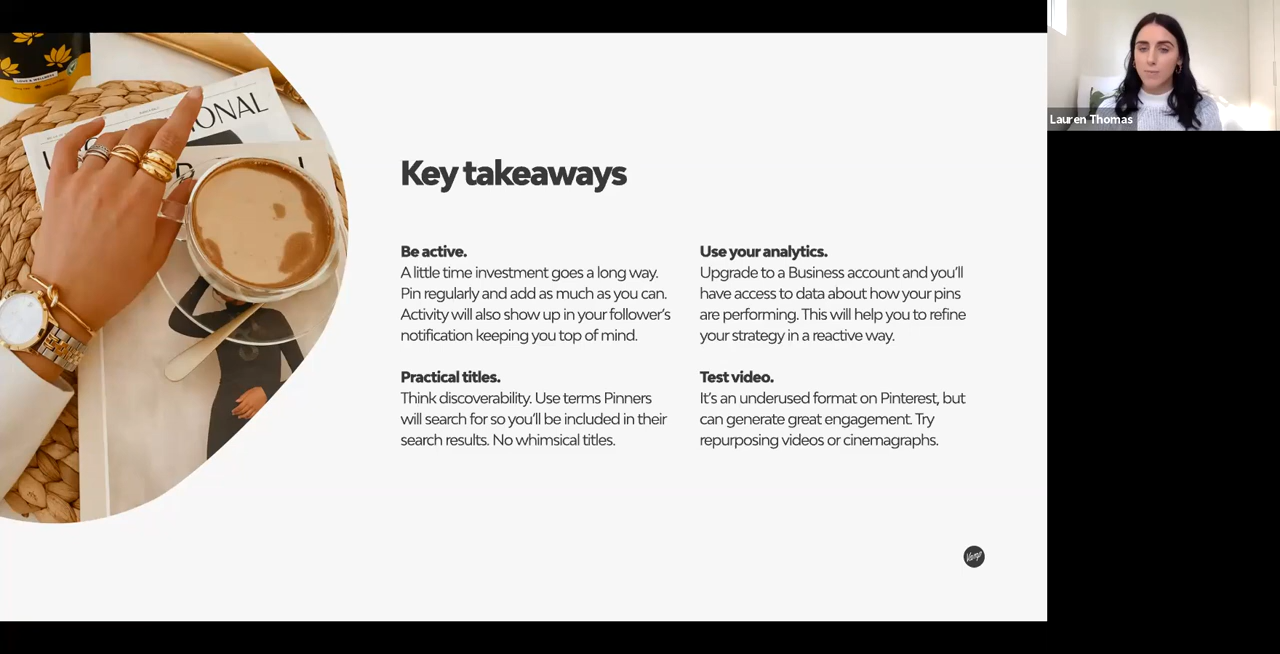 LOVE & WELLNESS
IONAL
Key takeaways
Be active.
A little time investment goes a long way.
Pin regularly and add as much as you can.
Activity will also show up in your follower's
notification keeping you top of mind.
Practical titles.
Think discoverability. Use terms Pinners
will search for so you'll be included in their
search results. No whimsical titles.
Use your analytics.
Upgrade to a Business account and you'll
have access to data about how your pins
are performing. This will help you to refine
your strategy in a reactive way.
Test video.
It's an underused format on Pinterest, but
can generate great engagement. Try
repurposing videos or cinemagraphs.
Vamp
Lauren Thomas